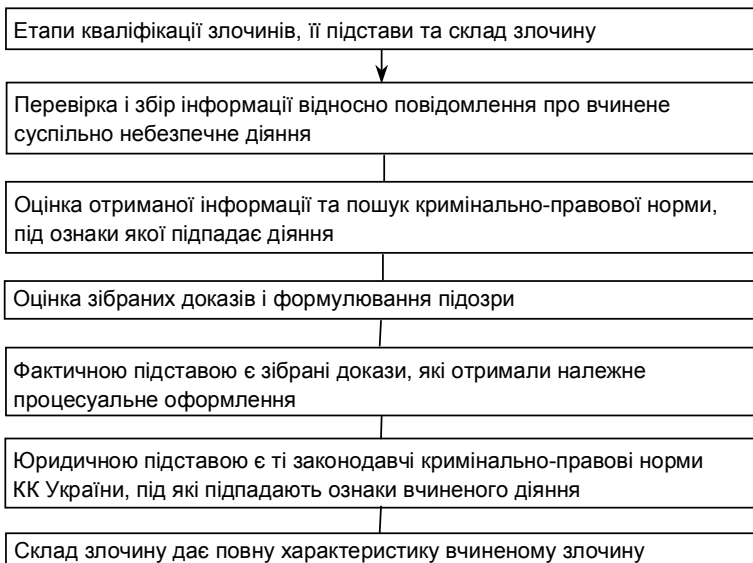 Етапи кваліфікації злочинів, її підстави та склад злочину
Перевірка і збір інформації відносно повідомлення про вчинене
суспільно небезпечне діяння
Оцінка отриманої інформації та пошук кримінально-правової норми,
під ознаки якої підпадає діяння
Оцінка зібраних доказів і формулювання підозри
Фактичною підставою є зібрані докази, які отримали належне
процесуальне оформлення
Юридичною підставою є ті законодавчі кримінально-правові норми
КК України, під які підпадають ознаки вчиненого діяння
Склад злочину дає повну характеристику вчиненому злочину